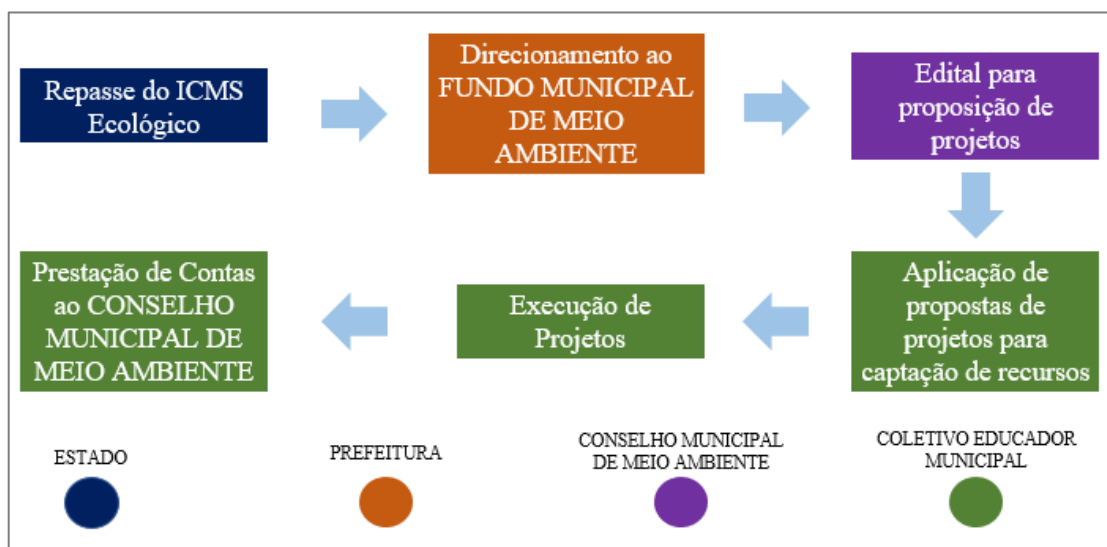 Repasse do ICMS
Ecológico
Direcionamento ao
FUNDO MUNICIPAL
DE MEIO
AMBIENTE
Edital para
proposição de
projetos
Prestação de Contas
ao CONSELHO
MUNICIPAL DE
MEIO AMBIENTE
Execução de
Projetos
Aplicação de
propostas de
projetos para
captação de recursos
ESTADO
PREFEITURA
CONSELHO MUNICIPAL
DE MEIO AMBIENTE
COLETIVO EDUCADOR
MUNICIPAL